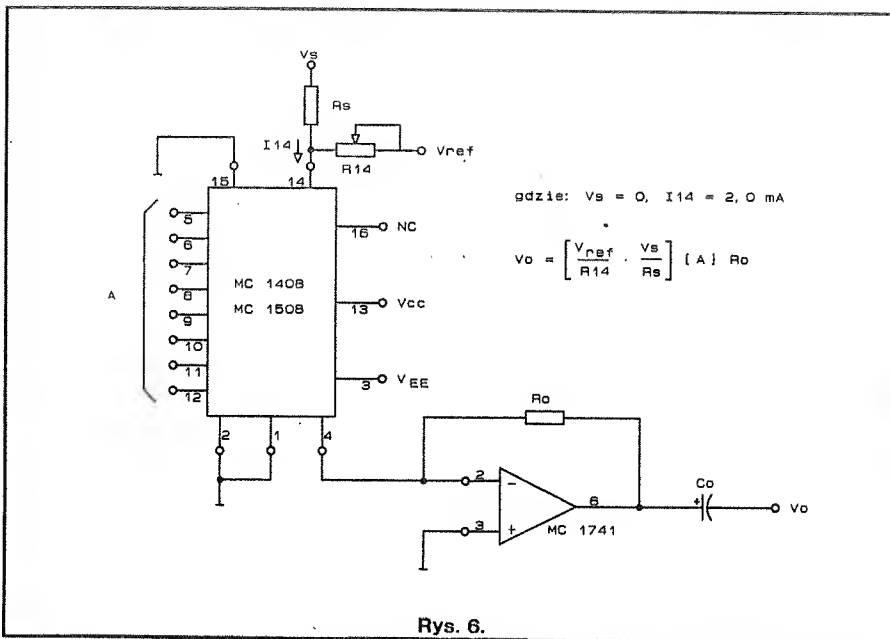 Vs
Rs
I14
R14
Vref
15
14
gdzie: Vs = 0, I14 = 2, 0 mA
Vo = [ Vref / R14 · Vs / Rs ] {A} Ro
A
5
6
7
8
9
10
11
12
MC 1408
MC 1508
16 NC
13 Vcc
3 VEE
2
1
4
Ro
2
−
3
+
6
MC 1741
+
Co
Vo
Rys. 6.